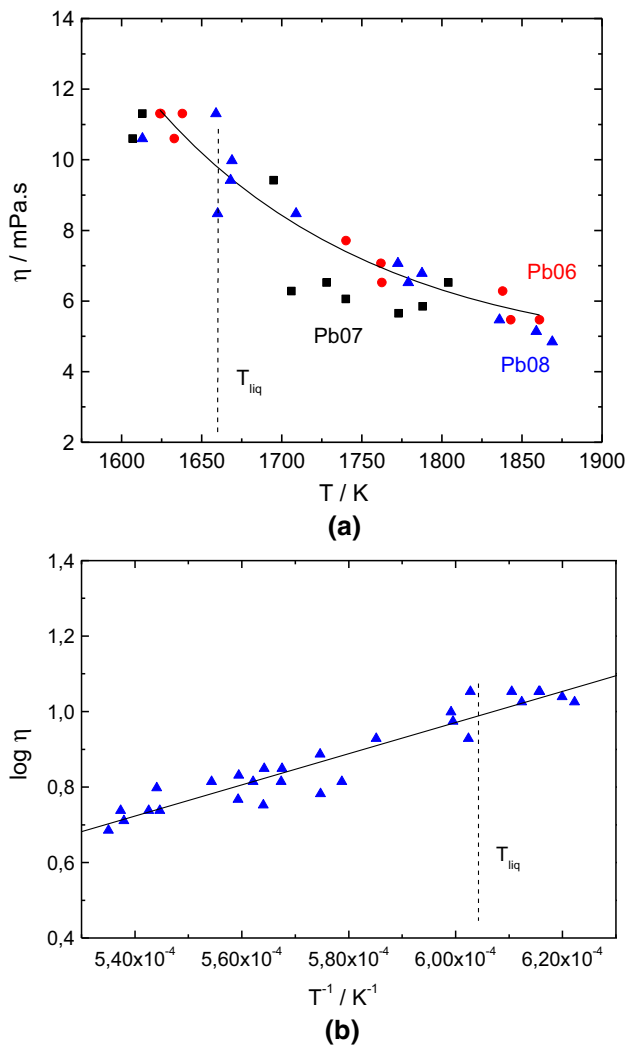 14
12
10
8
6
4
2
η / mPa.s
Pb06
Pb07
Pb08
T_liq
1600 1650 1700 1750 1800 1850 1900
T / K
(a)
1,4
1,2
1,0
0,8
0,6
0,4
log η
T_liq
5,40x10⁻⁴ 5,60x10⁻⁴ 5,80x10⁻⁴ 6,00x10⁻⁴ 6,20x10⁻⁴
T⁻¹ / K⁻¹
(b)